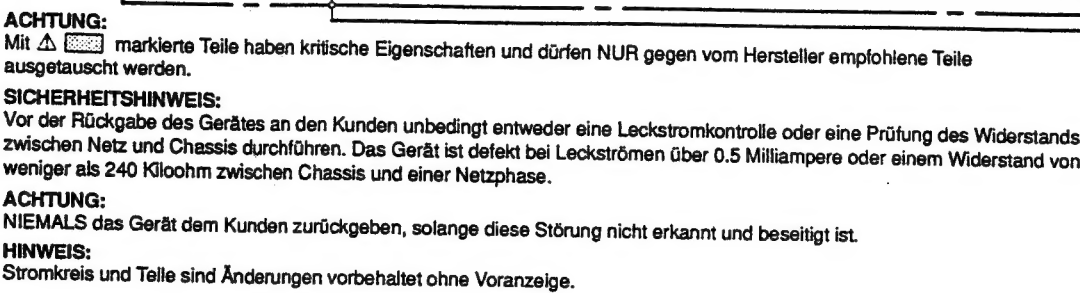 ACHTUNG:
Mit ⚠ markierte Teile haben kritische Eigenschaften und dürfen NUR gegen vom Hersteller empfohlene Teile
ausgetauscht werden.
SICHERHEITSHINWEIS:
Vor der Rückgabe des Gerätes an den Kunden unbedingt entweder eine Leckstromkontrolle oder eine Prüfung des Widerstands
zwischen Netz und Chassis durchführen. Das Gerät ist defekt bei Leckströmen über 0.5 Milliampere oder einem Widerstand von
weniger als 240 Kiloohm zwischen Chassis und einer Netzphase.
ACHTUNG:
NIEMALS das Gerät dem Kunden zurückgeben, solange diese Störung nicht erkannt und beseitigt ist.
HINWEIS:
Stromkreis und Teile sind Änderungen vorbehaltet ohne Voranzeige.